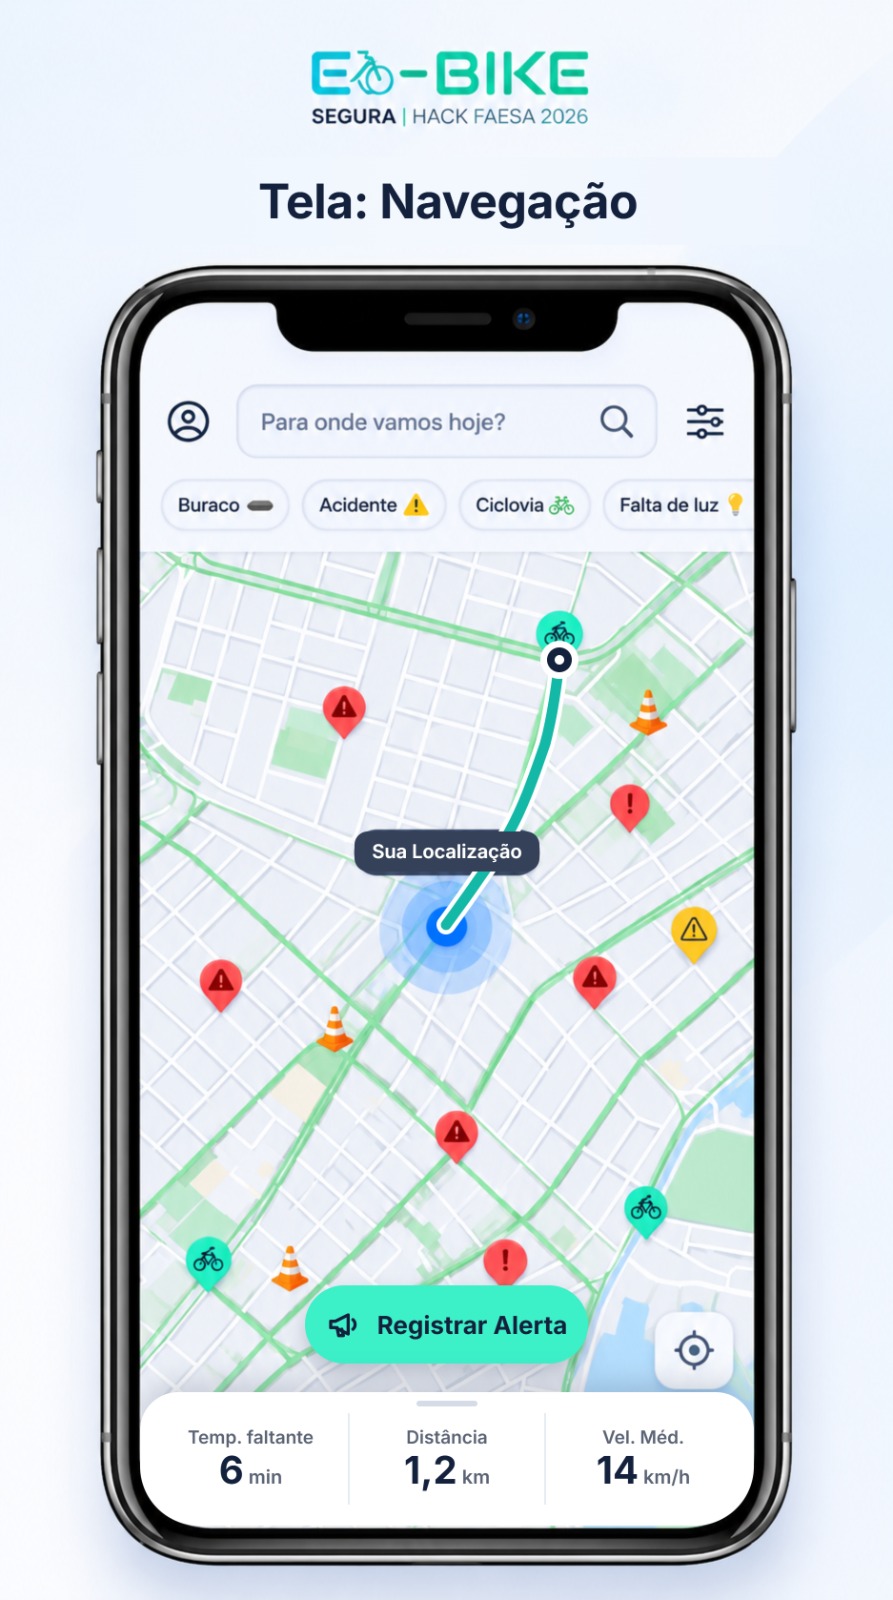 E-BIKE
SEGURA | HACK FAESA 2026
Tela: Navegação
Para onde vamos hoje?
Buraco
Acidente
Ciclovia
Falta de luz
Sua Localização
Registrar Alerta
Temp. faltante
6 min
Distância
1,2 km
Vel. Méd.
14 km/h